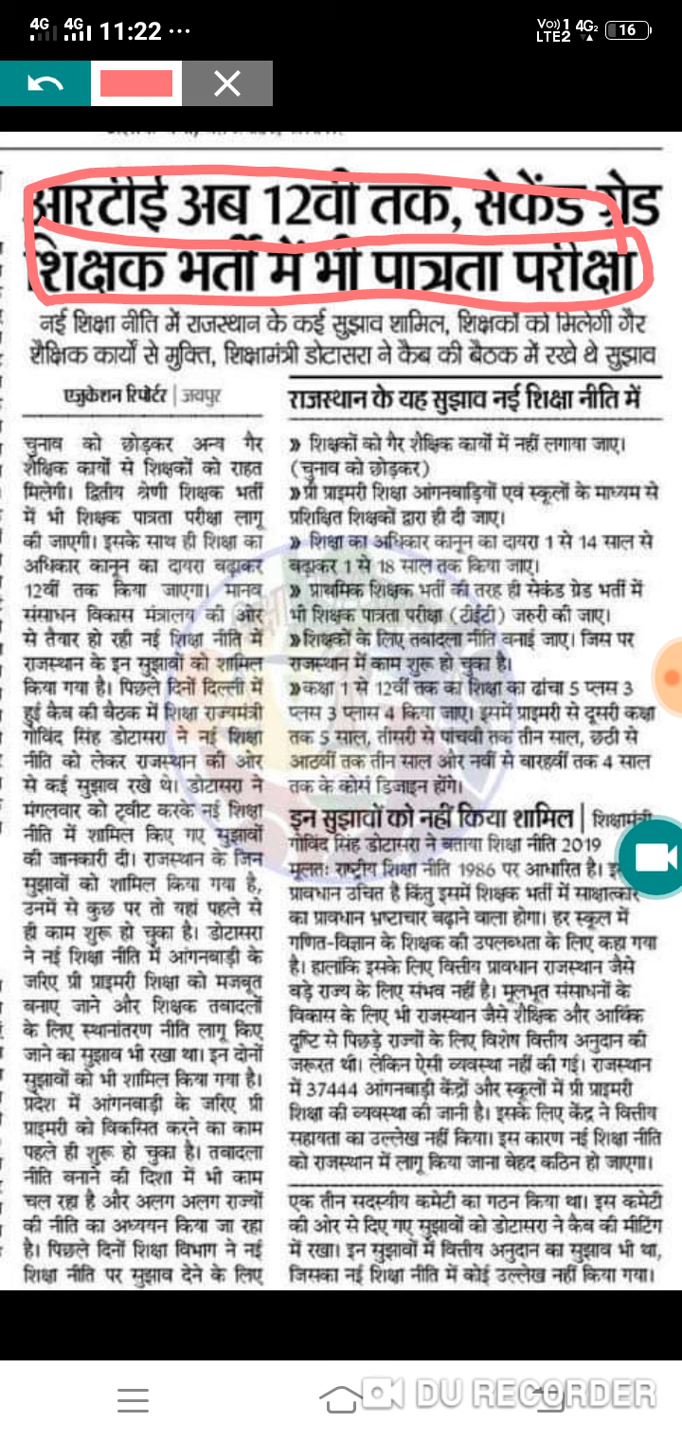 4G 4G 11:22 ... Vo)) 1 4G2 LTE2 16
आरटीई अब 12वीं तक, सेकेंड ग्रेड
शिक्षक भर्ती में भी पात्रता परीक्षा
नई शिक्षा नीति में राजस्थान के कई सुझाव शामिल, शिक्षकों को मिलेगी गैर
शैक्षिक कार्यों से मुक्ति, शिक्षामंत्री डोटासरा ने कैब की बैठक में रखे थे सुझाव
एजुकेशन रिपोर्टर | जयपुर
चुनाव को छोड़कर अन्य गैर
शैक्षिक कार्यों से शिक्षकों को राहत
मिलेगी। द्वितीय श्रेणी शिक्षक भर्ती
में भी शिक्षक पात्रता परीक्षा लागू
की जाएगी। इसके साथ ही शिक्षा का
अधिकार कानून का दायरा बढ़ाकर
12वीं तक किया जाएगा। मानव
संसाधन विकास मंत्रालय की ओर
से तैयार हो रही नई शिक्षा नीति में
राजस्थान के इन सुझावों को शामिल
किया गया है। पिछले दिनों दिल्ली में
हुई कैब की बैठक में शिक्षा राज्यमंत्री
गोविंद सिंह डोटासरा ने नई शिक्षा
नीति को लेकर राजस्थान की ओर
से कई सुझाव रखे थे। डोटासरा ने
मंगलवार को ट्वीट करके नई शिक्षा
नीति में शामिल किए गए सुझावों
की जानकारी दी। राजस्थान के जिन
सुझावों को शामिल किया गया है,
उनमें से कुछ पर तो यहां पहले से
ही काम शुरू हो चुका है। डोटासरा
ने नई शिक्षा नीति में आंगनबाड़ी के
जरिए प्री प्राइमरी शिक्षा को मजबूत
बनाए जाने और शिक्षक तबादलों
के लिए स्थानांतरण नीति लागू किए
जाने का सुझाव भी रखा था। इन दोनों
सुझावों को भी शामिल किया गया है।
प्रदेश में आंगनबाड़ी के जरिए प्री
प्राइमरी को विकसित करने का काम
पहले ही शुरू हो चुका है। तबादला
नीति बनाने की दिशा में भी काम
चल रहा है और अलग अलग राज्यों
की नीति का अध्ययन किया जा रहा
है। पिछले दिनों शिक्षा विभाग ने नई
शिक्षा नीति पर सुझाव देने के लिए
राजस्थान के यह सुझाव नई शिक्षा नीति में
» शिक्षकों को गैर शैक्षिक कार्यों में नहीं लगाया जाए।
(चुनाव को छोड़कर)
» प्री प्राइमरी शिक्षा आंगनबाड़ियों एवं स्कूलों के माध्यम से
प्रशिक्षित शिक्षकों द्वारा ही दी जाए।
» शिक्षा का अधिकार कानून का दायरा 1 से 14 साल से
बढ़ाकर 1 से 18 साल तक किया जाए।
» प्राथमिक शिक्षक भर्ती की तरह ही सेकंड ग्रेड भर्ती में
भी शिक्षक पात्रता परीक्षा (टीईटी) जरुरी की जाए।
» शिक्षकों के लिए तबादला नीति बनाई जाए। जिस पर
राजस्थान में काम शुरू हो चुका है।
» कक्षा 1 से 12वीं तक का शिक्षा का ढांचा 5 प्लस 3
प्लस 3 प्लास 4 किया जाए। इसमें प्राइमरी से दूसरी कक्षा
तक 5 साल, तीसरी से पांचवी तक तीन साल, छठी से
आठवीं तक तीन साल और नवीं से बारहवीं तक 4 साल
तक के कोर्स डिजाइन होंगे।
इन सुझावों को नहीं किया शामिल | शिक्षामंत्री
गोविंद सिंह डोटासरा ने बताया शिक्षा नीति 2019
मूलतः राष्ट्रीय शिक्षा नीति 1986 पर आधारित है।
प्रावधान उचित है किंतु इसमें शिक्षक भर्ती में साक्षात्कार
का प्रावधान भ्रष्टाचार बढ़ाने वाला होगा। हर स्कूल में
गणित-विज्ञान के शिक्षक की उपलब्धता के लिए कहा गया
है। हालांकि इसके लिए वित्तीय प्रावधान राजस्थान जैसे
बड़े राज्य के लिए संभव नहीं है। मूलभूत संसाधनों के
विकास के लिए भी राजस्थान जैसे शैक्षिक और आर्थिक
दृष्टि से पिछड़े राज्यों के लिए विशेष वित्तीय अनुदान की
जरूरत थी। लेकिन ऐसी व्यवस्था नहीं की गई। राजस्थान
में 37444 आंगनबाड़ी केंद्रों और स्कूलों में प्री प्राइमरी
शिक्षा की व्यवस्था की जानी है। इसके लिए केंद्र ने वित्तीय
सहायता का उल्लेख नहीं किया। इस कारण नई शिक्षा नीति
को राजस्थान में लागू किया जाना बेहद कठिन हो जाएगा।
एक तीन सदस्यीय कमेटी का गठन किया था। इस कमेटी
की ओर से दिए गए सुझावों को डोटासरा ने कैब की मीटिंग
में रखा। इन सुझावों में वित्तीय अनुदान का सुझाव भी था,
जिसका नई शिक्षा नीति में कोई उल्लेख नहीं किया गया।
DU RECORDER